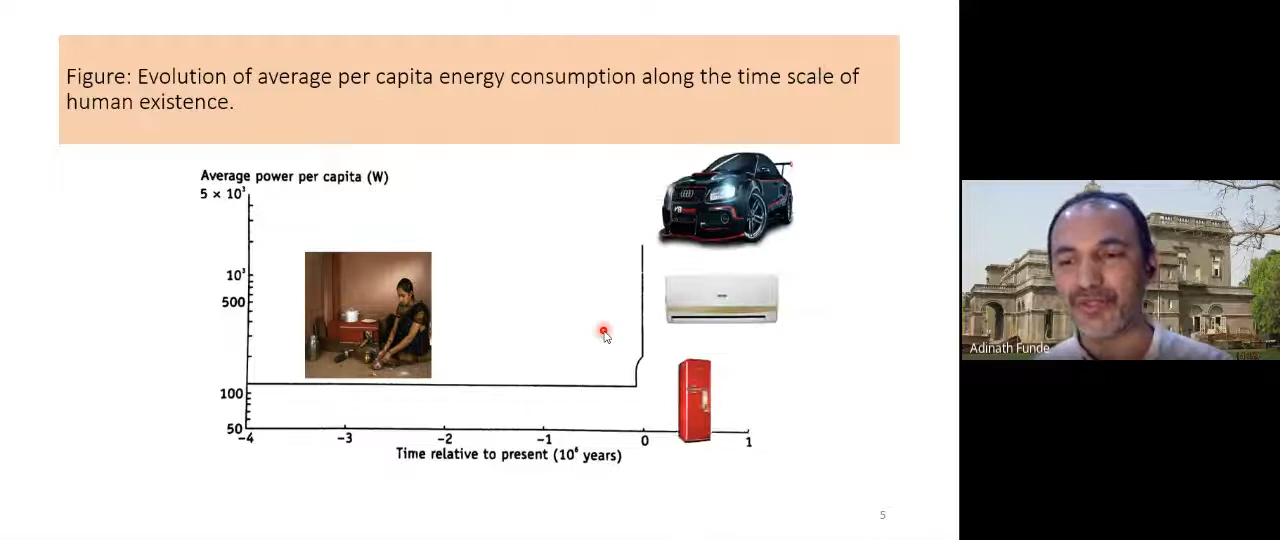 Figure: Evolution of average per capita energy consumption along the time scale of
human existence.
Average power per capita (W)
5 × 10³
10³
500
100
50
-4
-3
-2
-1
0
1
Time relative to present (10⁶ years)
5
Adinath Funde